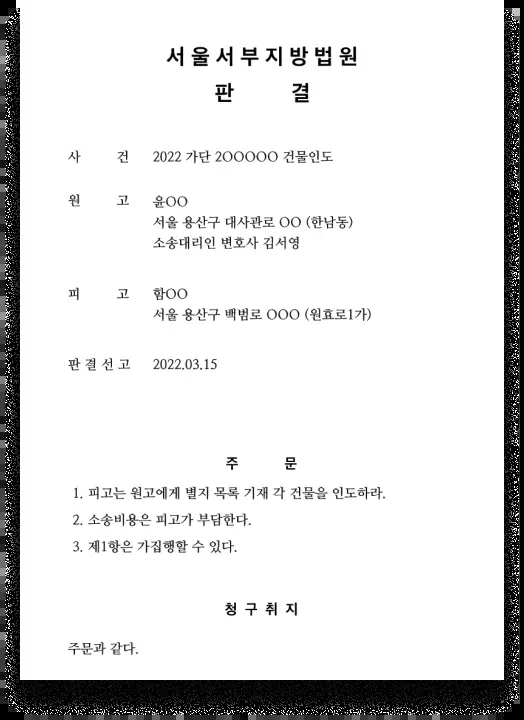 서울서부지방법원
판 결
사 건 2022 가단 2OOOOOO 건물인도
원 고 윤OO
서울 용산구 대사관로 OO (한남동)
소송대리인 변호사 김서영
피 고 함OO
서울 용산구 백범로 OOO (원효로1가)
판 결 선 고 2022.03.15
주 문
1. 피고는 원고에게 별지 목록 기재 각 건물을 인도하라.
2. 소송비용은 피고가 부담한다.
3. 제1항은 가집행할 수 있다.
청 구 취 지
주문과 같다.